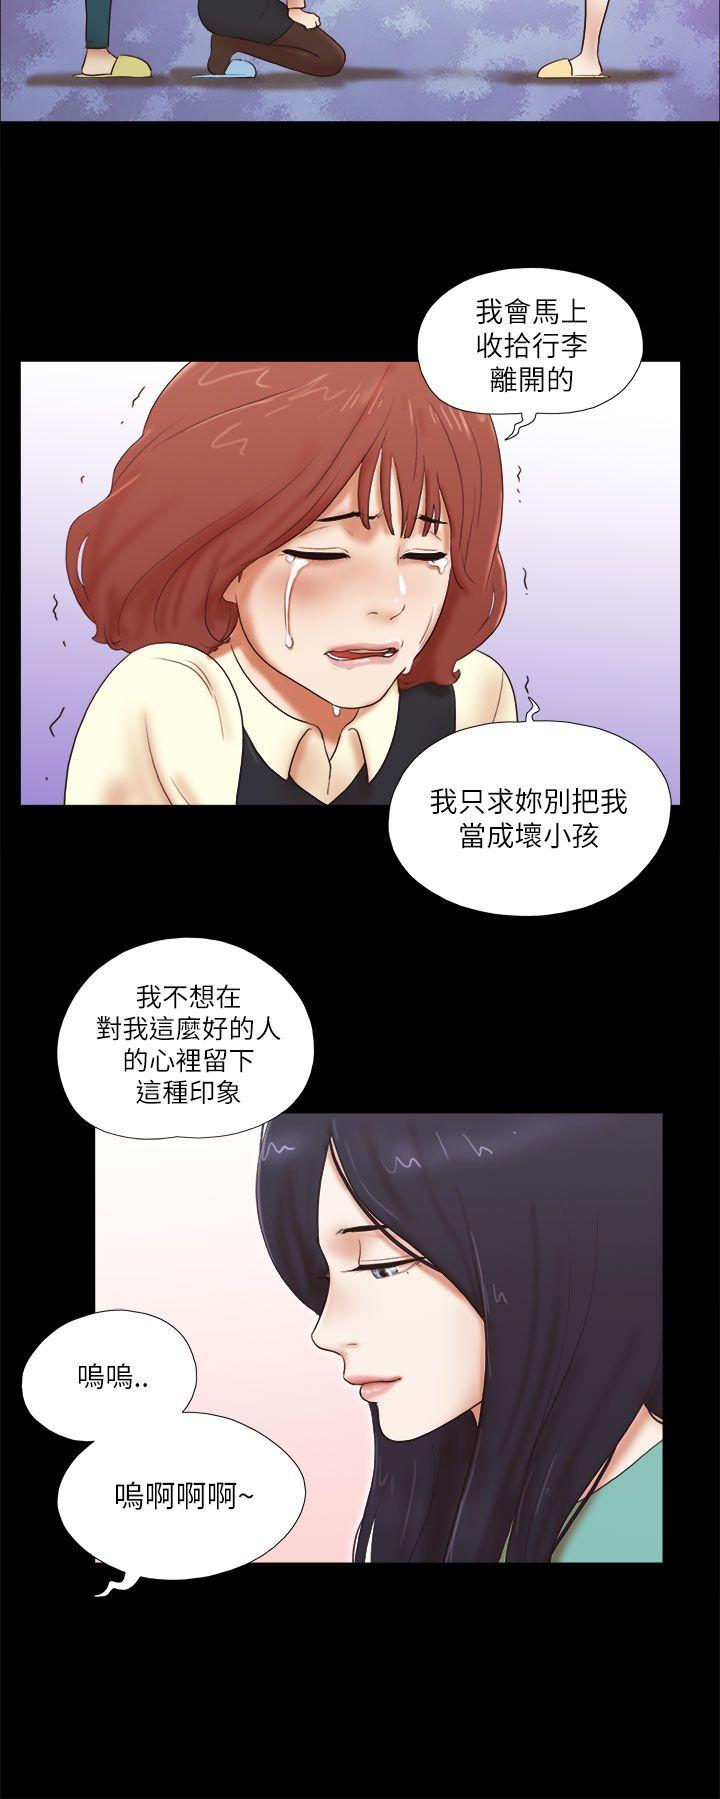 我會馬上
收拾行李
離開的
我只求妳別把我
當成壞小孩
我不想在
對我這麼好的人
的心裡留下
這種印象
嗚嗚..
嗚啊啊啊~